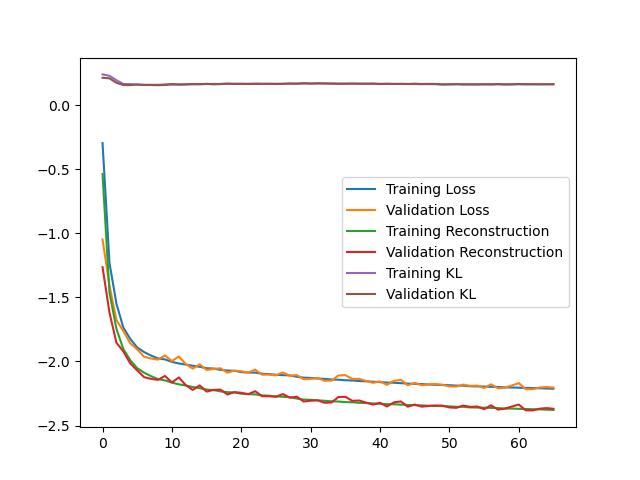 0.0
−0.5
−1.0
−1.5
−2.0
−2.5
Training Loss
Validation Loss
Training Reconstruction
Validation Reconstruction
Training KL
Validation KL
0 10 20 30 40 50 60